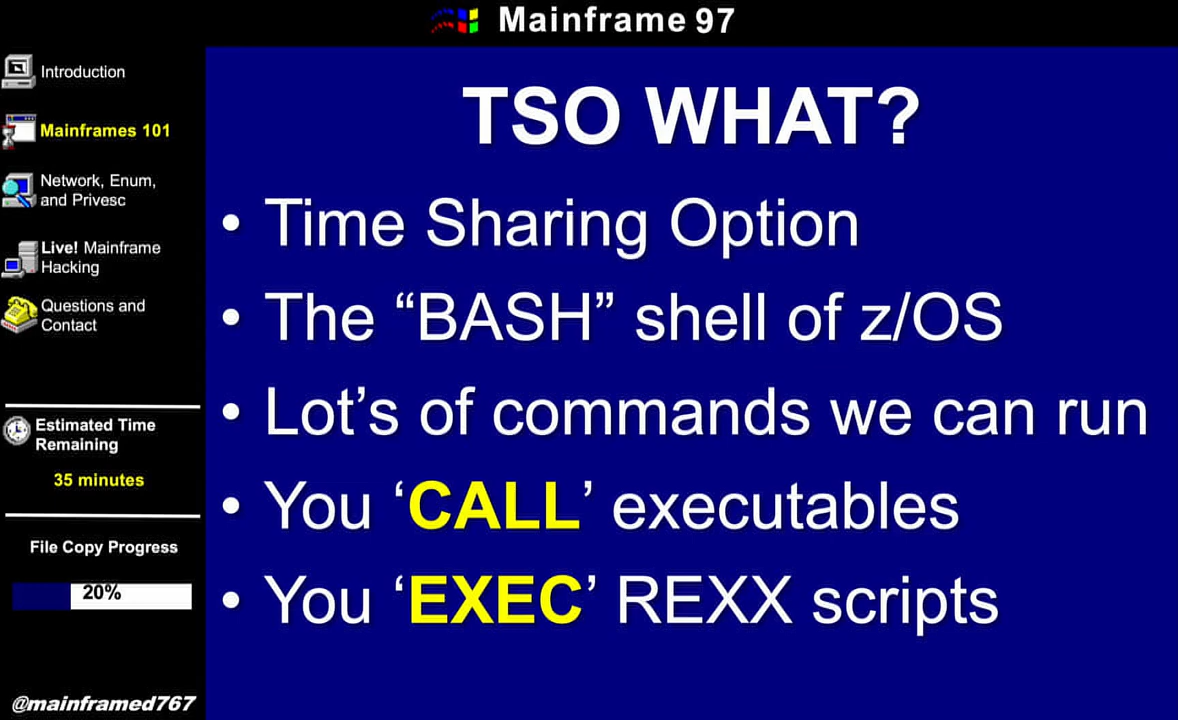 Mainframe 97
Introduction
Mainframes 101
Network, Enum,
and Privesc
Live! Mainframe
Hacking
Questions and
Contact
Estimated Time
Remaining
35 minutes
File Copy Progress
20%
@mainframed767
TSO WHAT?
• Time Sharing Option
• The “BASH” shell of z/OS
• Lot’s of commands we can run
• You ‘CALL’ executables
• You ‘EXEC’ REXX scripts